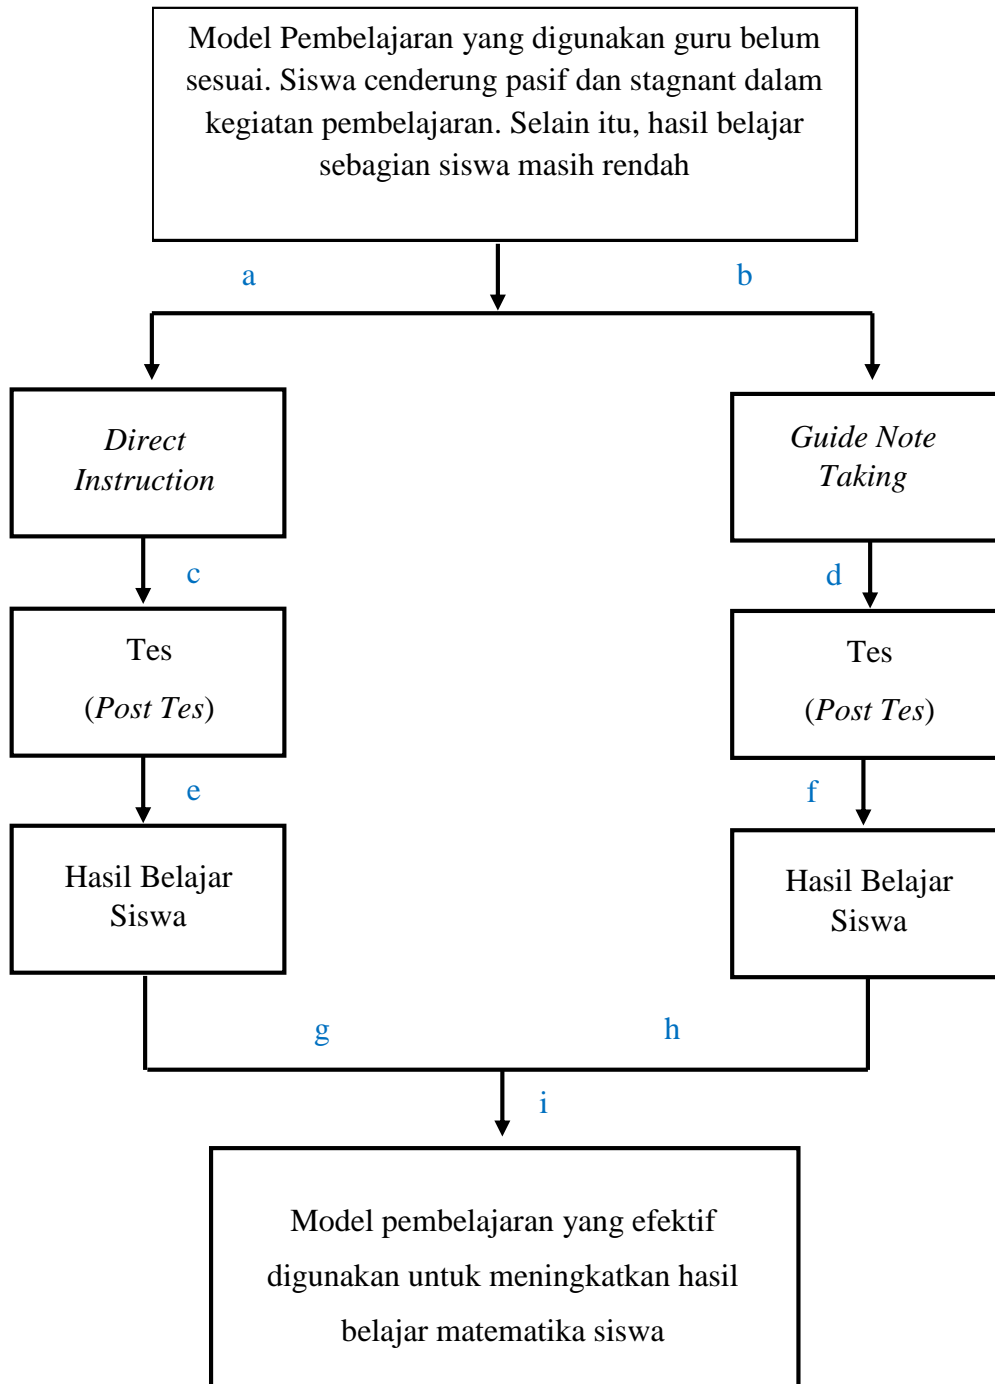 Model Pembelajaran yang digunakan guru belum
sesuai. Siswa cenderung pasif dan stagnant dalam
kegiatan pembelajaran. Selain itu, hasil belajar
sebagian siswa masih rendah
a
b
Direct
Instruction
Guide Note
Taking
c
d
Tes
(Post Tes)
Tes
(Post Tes)
e
f
Hasil Belajar
Siswa
Hasil Belajar
Siswa
g
h
i
Model pembelajaran yang efektif
digunakan untuk meningkatkan hasil
belajar matematika siswa